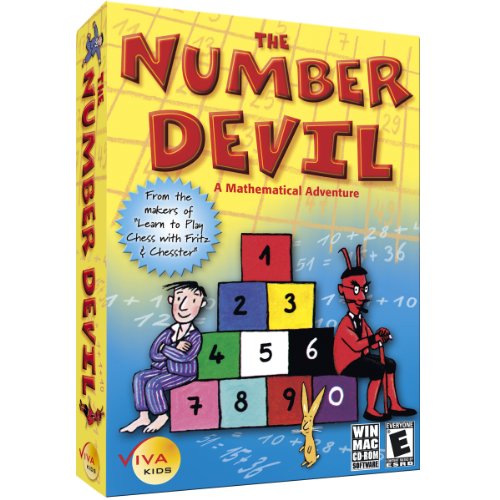 THE
NUMBER
DEVIL
A Mathematical Adventure
From the
makers of
"Learn to Play
Chess with Fritz
& Chesster"
1
2 3
4 5 6
7 8 9 0
THE NUMBER DEVIL
VIVA
KIDS
VIVA
KIDS
WIN
MAC
CD-ROM
SOFTWARE
EVERYONE
E
ESRB